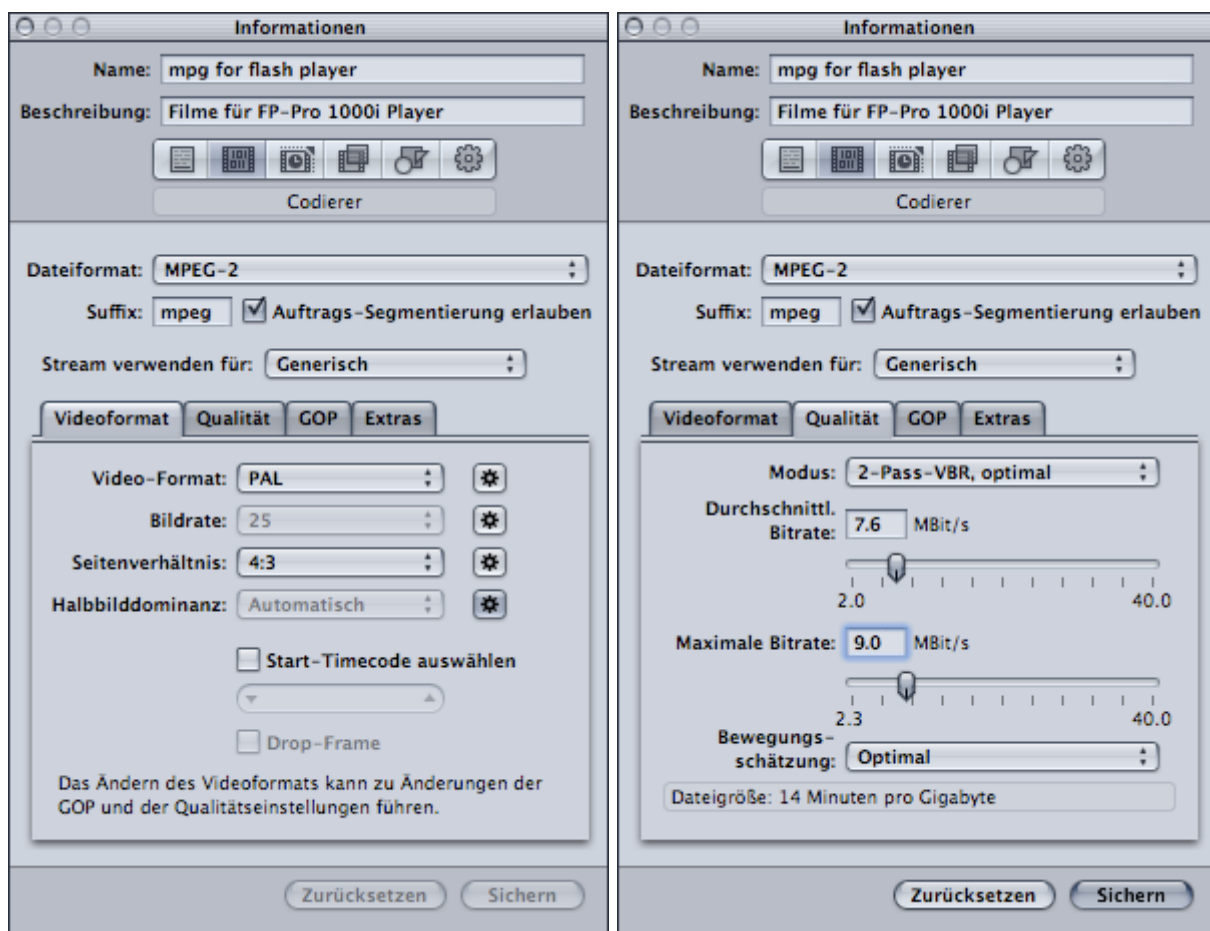 Informationen
Name: mpg for flash player
Beschreibung: Filme für FP-Pro 1000i Player
Codierer
Dateiformat: MPEG-2
Suffix: mpeg Auftrags-Segmentierung erlauben
Stream verwenden für: Generisch
Videoformat Qualität GOP Extras
Video-Format: PAL
Bildrate: 25
Seitenverhältnis: 4:3
Halbbilddominanz: Automatisch
Start-Timecode auswählen
Drop-Frame
Das Ändern des Videoformats kann zu Änderungen der
GOP und der Qualitätseinstellungen führen.
Zurücksetzen Sichern
Informationen
Name: mpg for flash player
Beschreibung: Filme für FP-Pro 1000i Player
Codierer
Dateiformat: MPEG-2
Suffix: mpeg Auftrags-Segmentierung erlauben
Stream verwenden für: Generisch
Videoformat Qualität GOP Extras
Modus: 2-Pass-VBR, optimal
Durchschnittl.
Bitrate: 7.6 MBit/s
2.0 40.0
Maximale Bitrate: 9.0 MBit/s
2.3 40.0
Bewegungs-
schätzung: Optimal
Dateigröße: 14 Minuten pro Gigabyte
Zurücksetzen Sichern